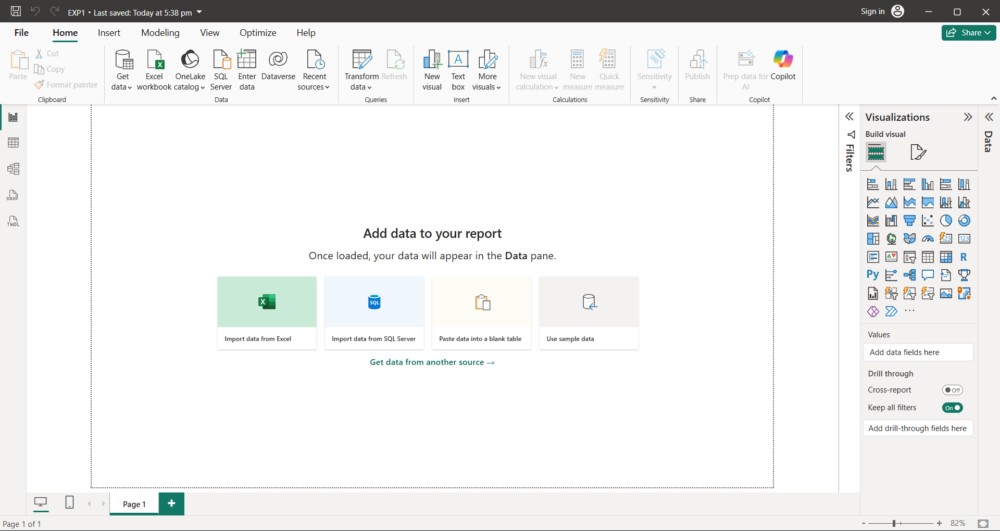 EXP1 • Last saved: Today at 5:38 pm
Sign in
File Home Insert Modeling View Optimize Help
Share
Paste
Cut
Copy
Format painter
Clipboard
Get data
Excel workbook
OneLake catalog
SQL Server
Enter data
Dataverse
Recent sources
Data
Transform data
Refresh
Queries
New visual
Text box
More visuals
Insert
New visual calculation
New measure
Quick measure
Calculations
Sensitivity
Sensitivity
Publish
Share
Prep data for AI
Copilot
Copilot
DAX
TMDL
Add data to your report
Once loaded, your data will appear in the Data pane.
X
SQL
Import data from Excel
Import data from SQL Server
Paste data into a blank table
Use sample data
Get data from another source →
Filters
Visualizations
Build visual
123
123
R
Py
Values
Add data fields here
Drill through
Cross-report
Off
Keep all filters
On
Add drill-through fields here
Data
Page 1
+
Page 1 of 1
- + 82%